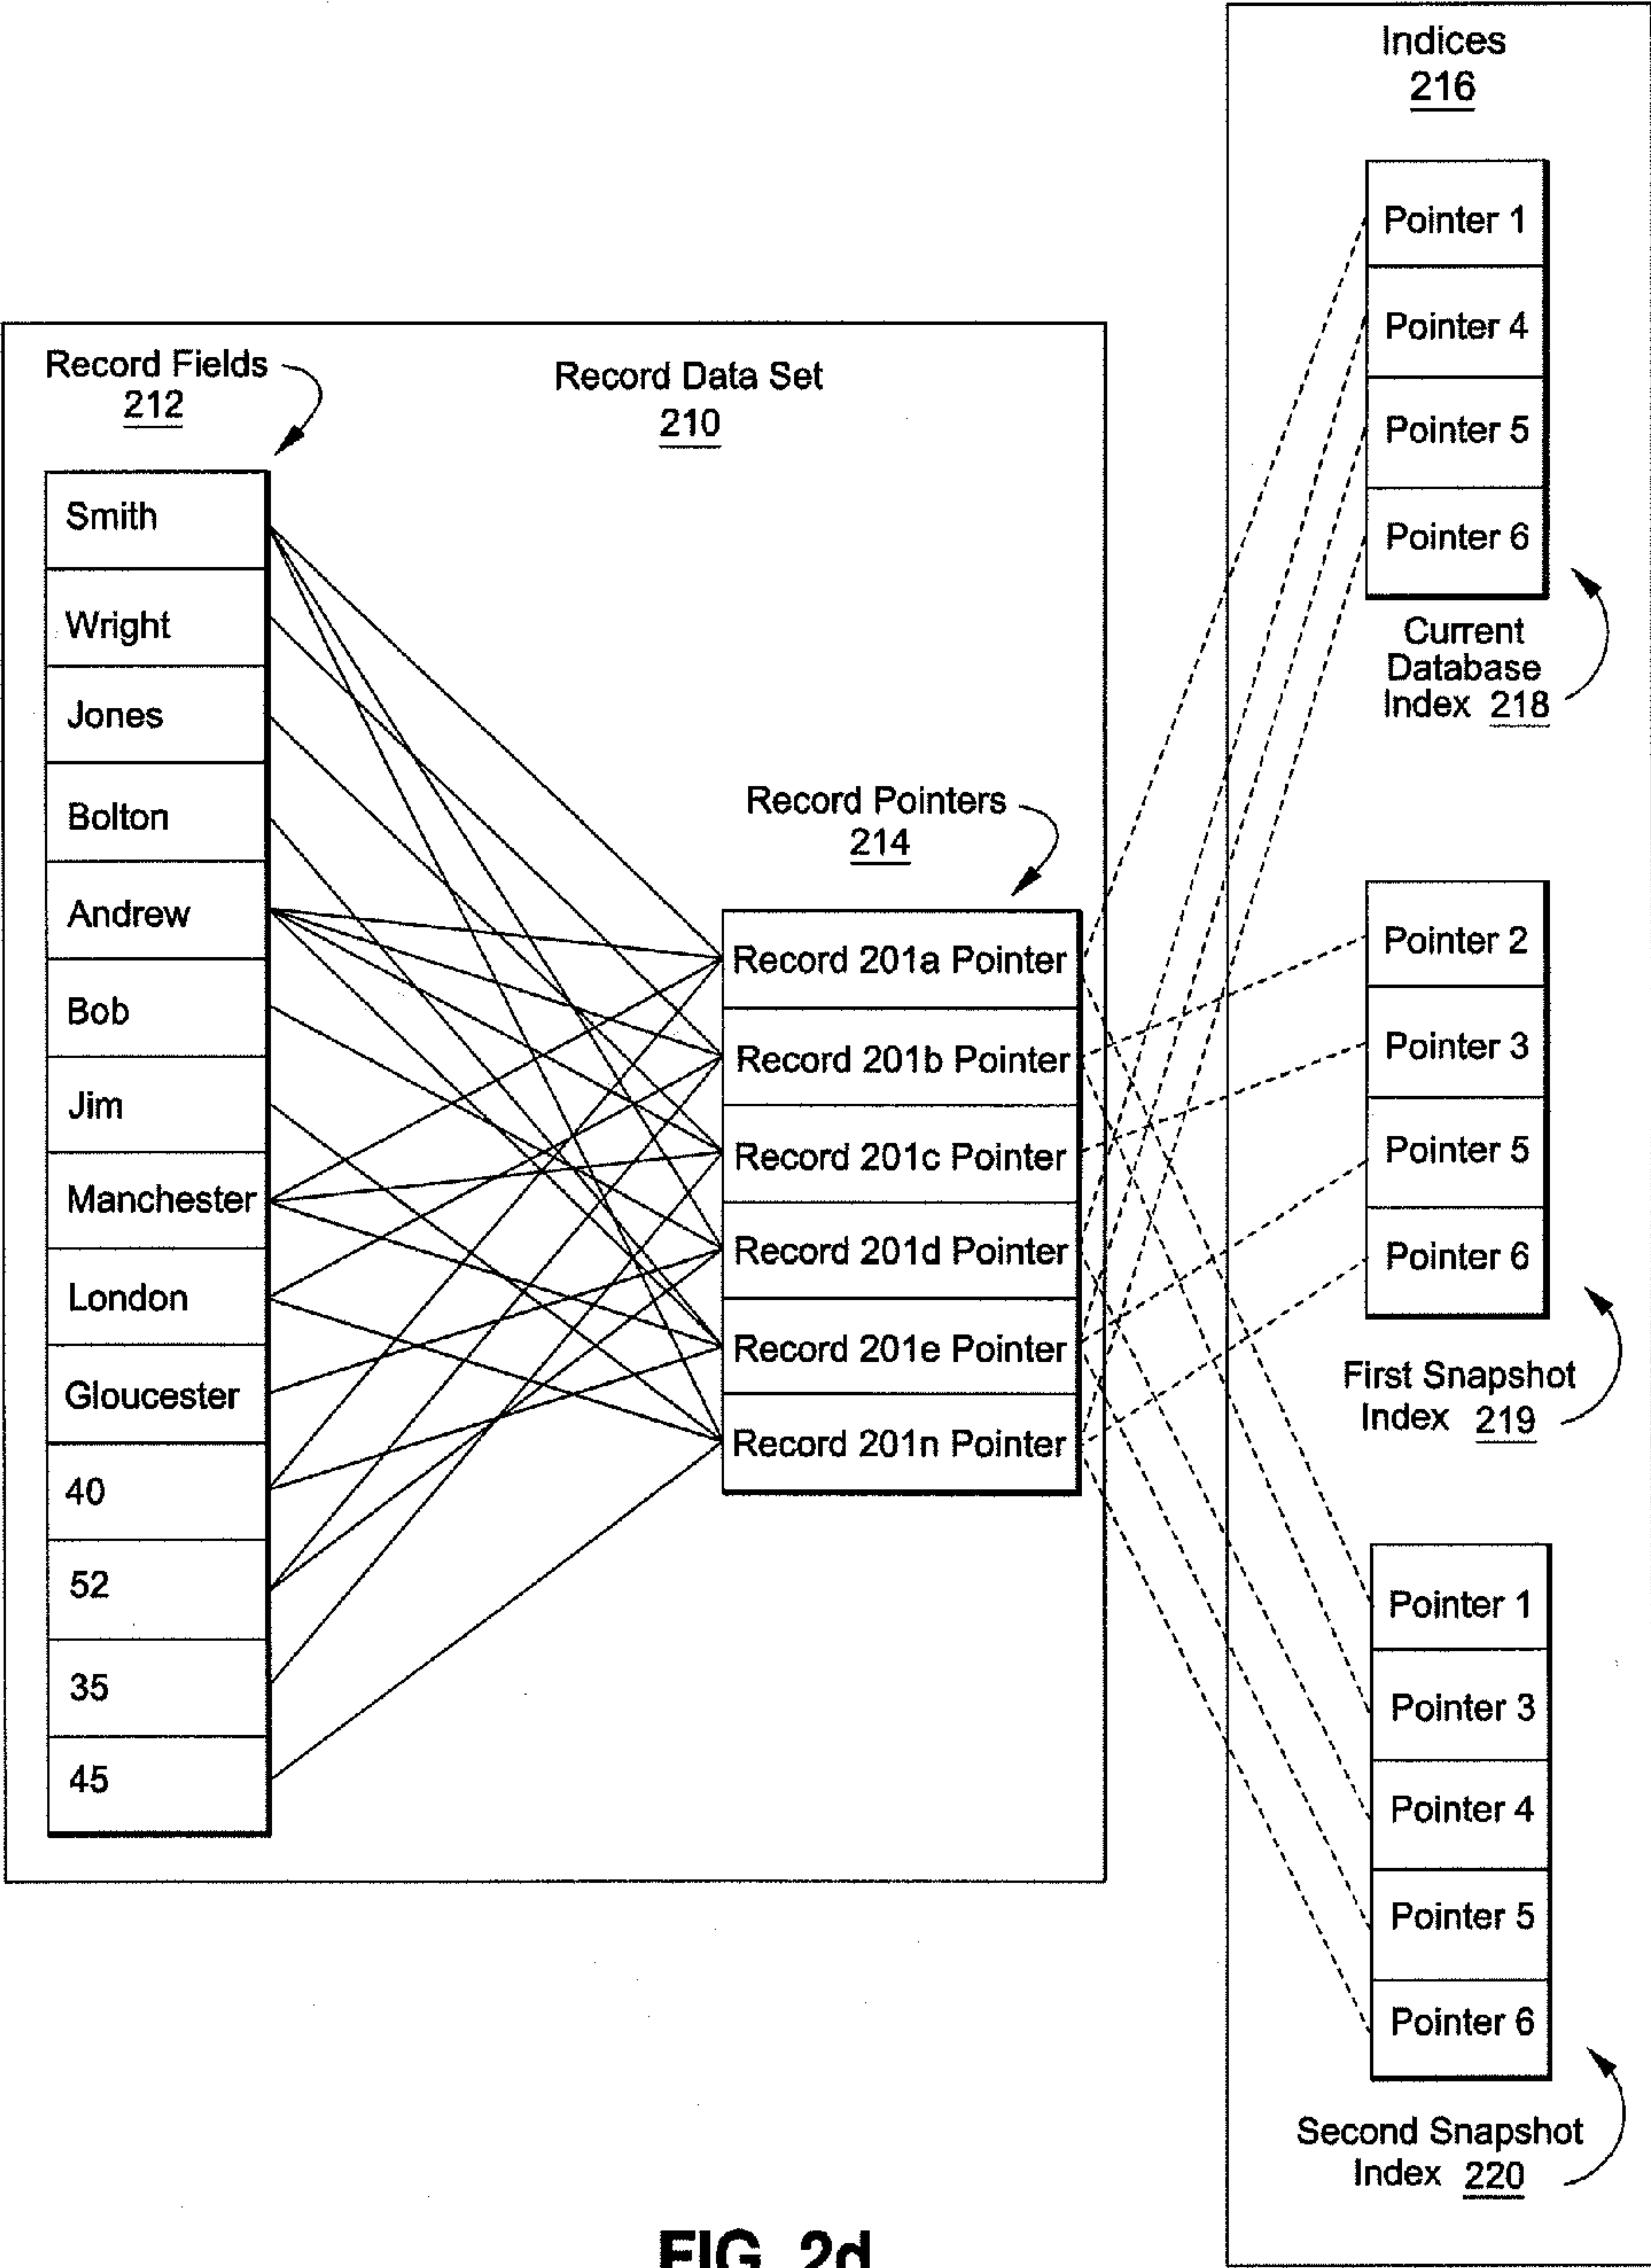 Indices
216
Pointer 1
Pointer 4
Pointer 5
Pointer 6
Current
Database
Index 218
Record Fields
212
Record Data Set
210
Smith
Wright
Jones
Bolton
Andrew
Bob
Jim
Manchester
London
Gloucester
40
52
35
45
Record Pointers
214
Record 201a Pointer
Record 201b Pointer
Record 201c Pointer
Record 201d Pointer
Record 201e Pointer
Record 201n Pointer
Pointer 2
Pointer 3
Pointer 5
Pointer 6
First Snapshot
Index 219
Pointer 1
Pointer 3
Pointer 4
Pointer 5
Pointer 6
Second Snapshot
Index 220
FIG. 2d